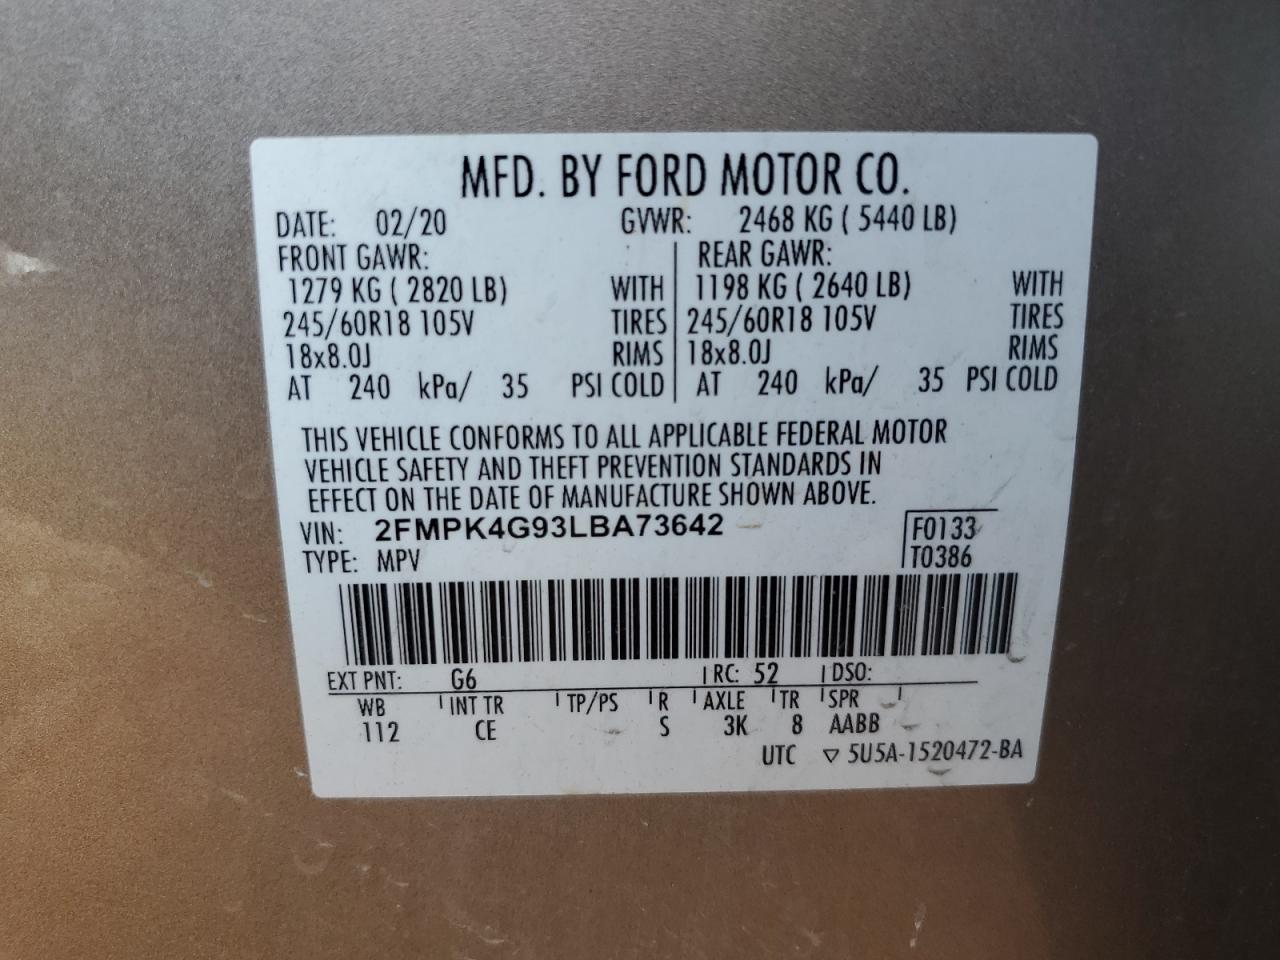 MFD. BY FORD MOTOR CO.
DATE: 02/20 GVWR: 2468 KG ( 5440 LB)
FRONT GAWR: REAR GAWR:
1279 KG ( 2820 LB) WITH 1198 KG ( 2640 LB) WITH
245/60R18 105V TIRES 245/60R18 105V TIRES
18x8.0J RIMS 18x8.0J RIMS
AT 240 kPa/ 35 PSI COLD AT 240 kPa/ 35 PSI COLD
THIS VEHICLE CONFORMS TO ALL APPLICABLE FEDERAL MOTOR
VEHICLE SAFETY AND THEFT PREVENTION STANDARDS IN
EFFECT ON THE DATE OF MANUFACTURE SHOWN ABOVE.
VIN: 2FMPK4G93LBA73642 F0133
TYPE: MPV T0386
EXT PNT: G6 RC: 52 DSO:
WB INT TR TP/PS R AXLE TR SPR
112 CE S 3K 8 AABB
UTC ▽ 5U5A-1520472-BA